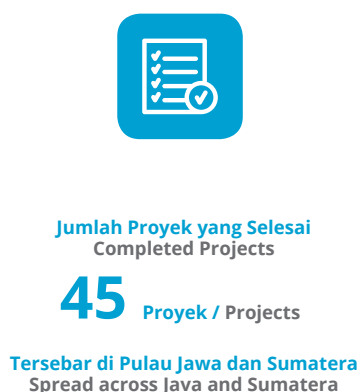 Jumlah Proyek yang Selesai
Completed Projects
45 Proyek / Projects
Tersebar di Pulau Jawa dan Sumatera
Spread across Java and Sumatera